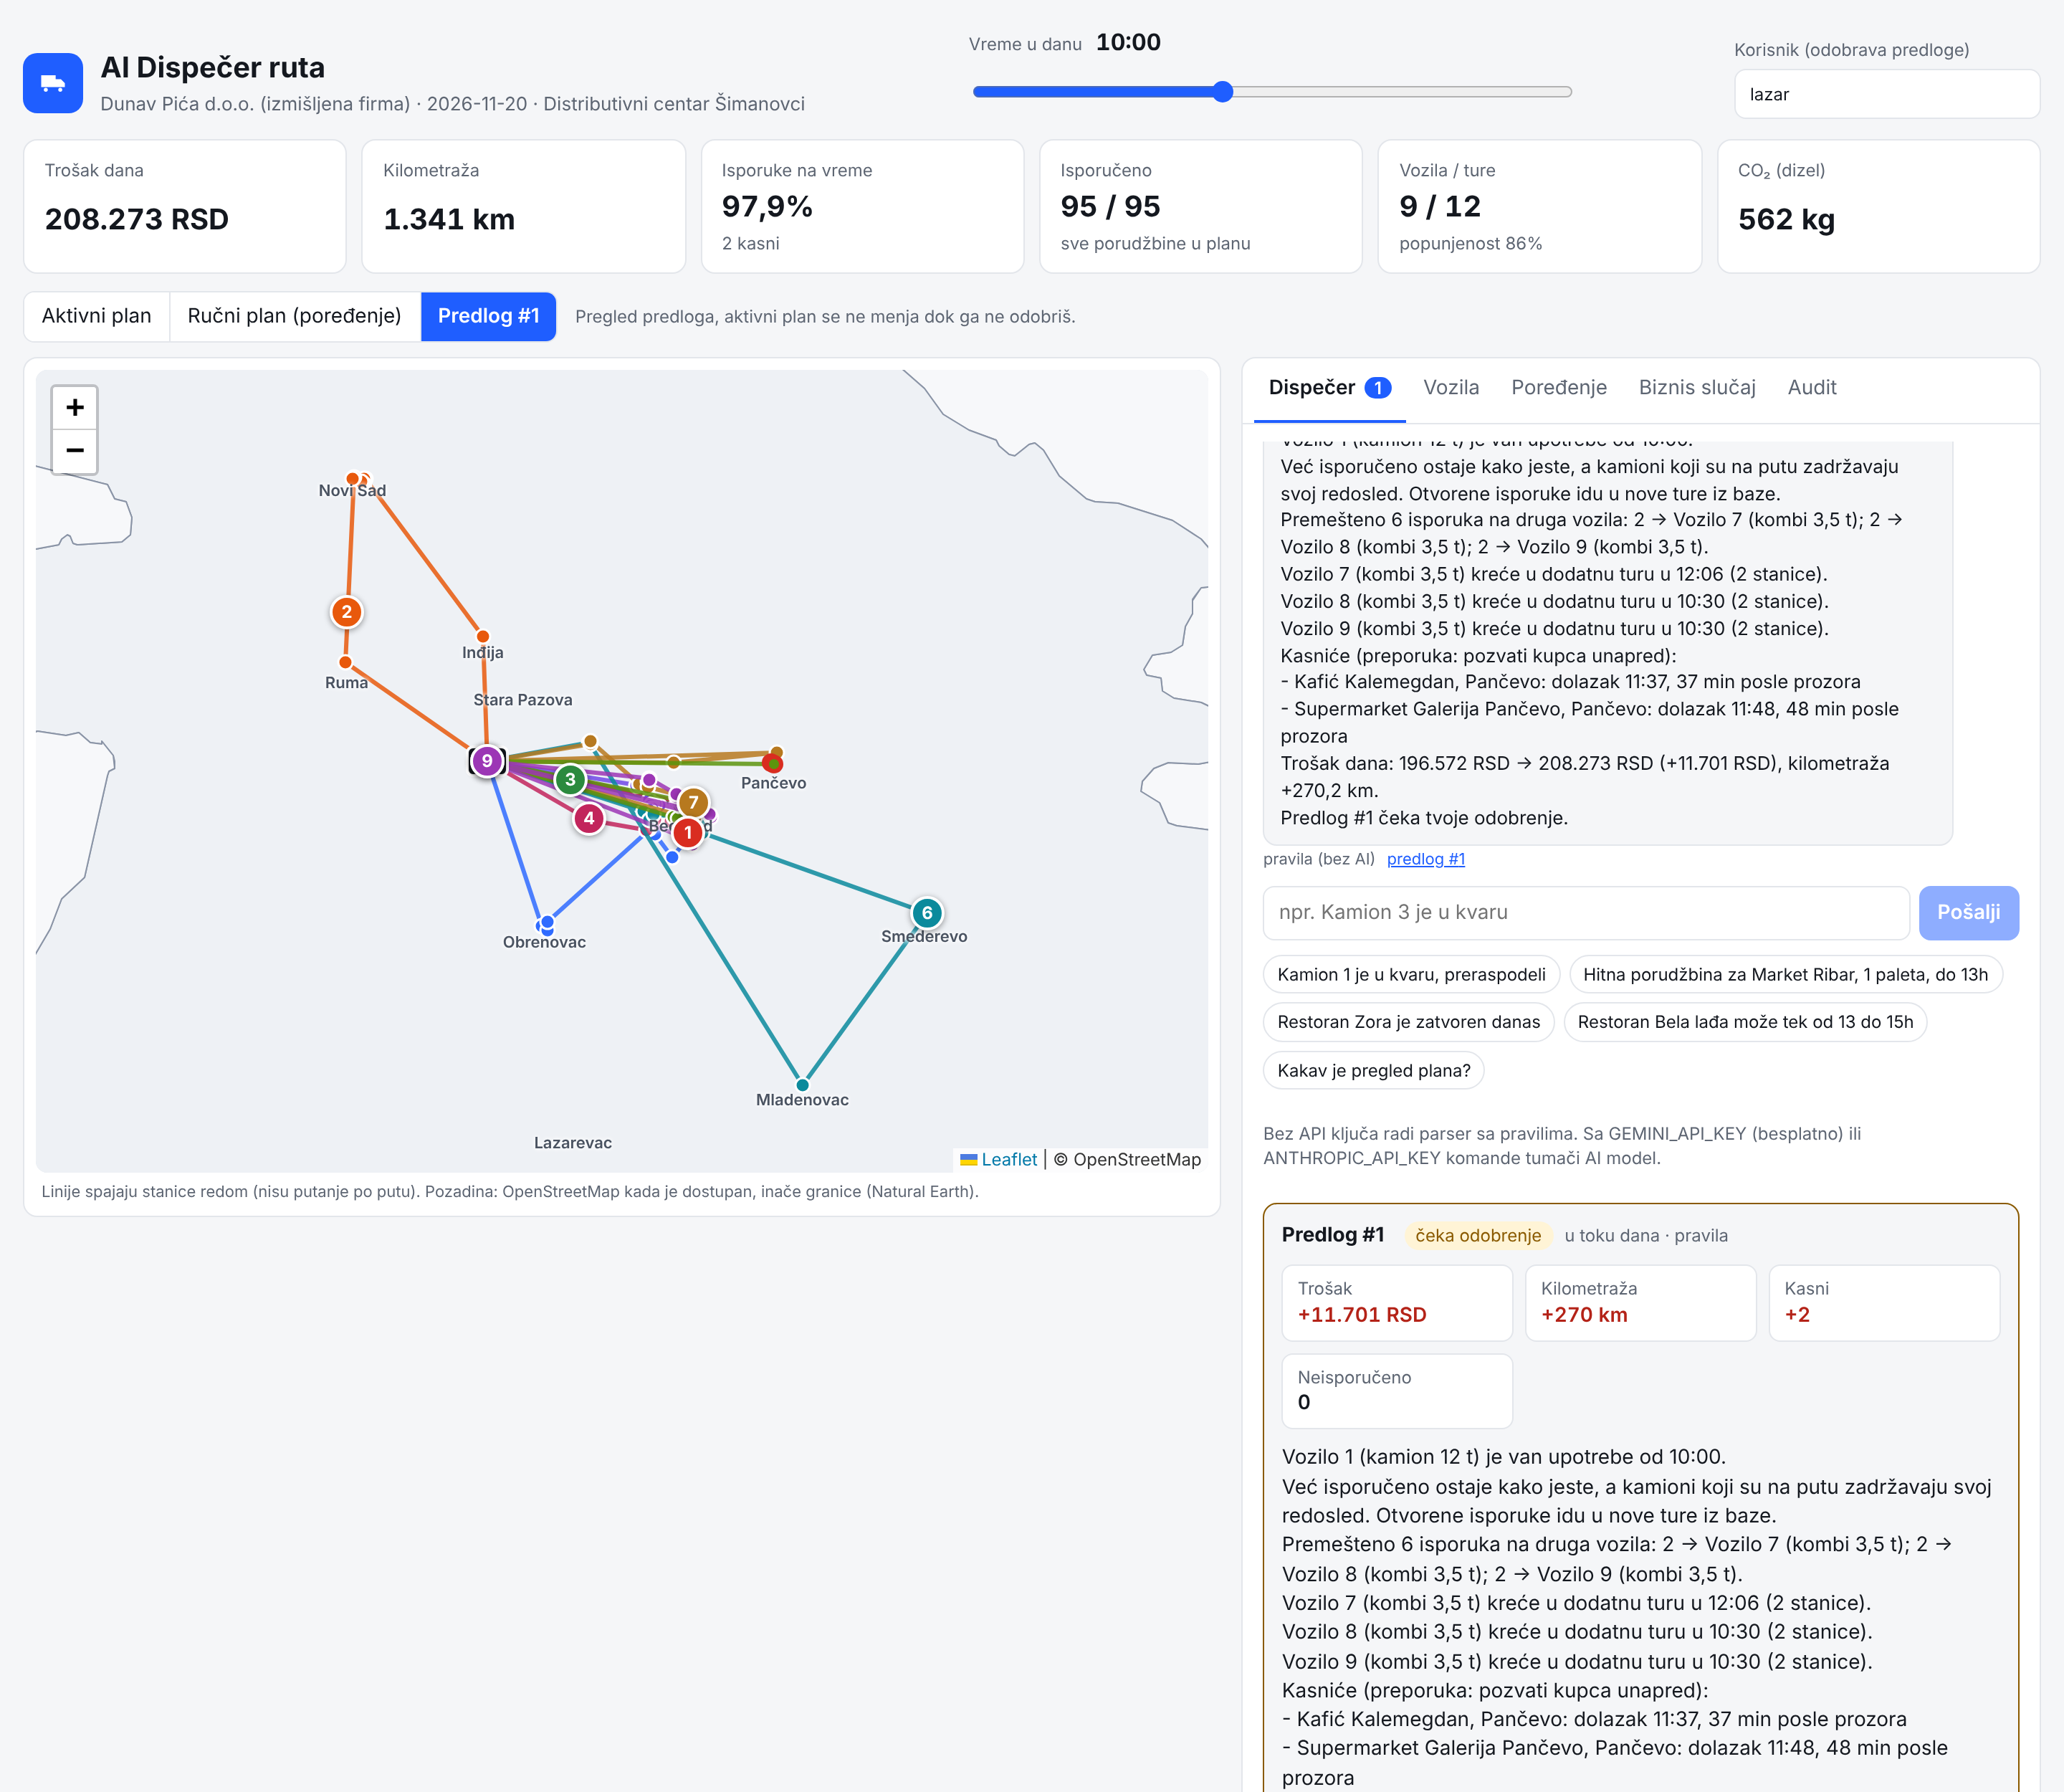 AI Dispečer ruta
Dunav Pića d.o.o. (izmišljena firma) · 2026-11-20 · Distributivni centar Šimanovci
Vreme u danu 10:00
Korisnik (odobrava predloge)
lazar
Trošak dana
208.273 RSD
Kilometraža
1.341 km
Isporuke na vreme
97,9%
2 kasni
Isporučeno
95 / 95
sve porudžbine u planu
Vozila / ture
9 / 12
popunjenost 86%
CO₂ (dizel)
562 kg
Aktivni plan
Ručni plan (poređenje)
Predlog #1
Pregled predloga, aktivni plan se ne menja dok ga ne odobriš.
+
−
Novi Sad
2
Inđija
Ruma
Stara Pazova
9
3
Pančevo
7
4
Beograd
1
6
Smederevo
Obrenovac
Mladenovac
Lazarevac
Leaflet | © OpenStreetMap
Linije spajaju stanice redom (nisu putanje po putu). Pozadina: OpenStreetMap kada je dostupan, inače granice (Natural Earth).
Dispečer 1
Vozila
Poređenje
Biznis slučaj
Audit
Vozilo 1 (kamion 12 t) je van upotrebe od 10:00.
Već isporučeno ostaje kako jeste, a kamioni koji su na putu zadržavaju
svoj redosled. Otvorene isporuke idu u nove ture iz baze.
Premešteno 6 isporuka na druga vozila: 2 → Vozilo 7 (kombi 3,5 t); 2 →
Vozilo 8 (kombi 3,5 t); 2 → Vozilo 9 (kombi 3,5 t).
Vozilo 7 (kombi 3,5 t) kreće u dodatnu turu u 12:06 (2 stanice).
Vozilo 8 (kombi 3,5 t) kreće u dodatnu turu u 10:30 (2 stanice).
Vozilo 9 (kombi 3,5 t) kreće u dodatnu turu u 10:30 (2 stanice).
Kasniće (preporuka: pozvati kupca unapred):
- Kafić Kalemegdan, Pančevo: dolazak 11:37, 37 min posle prozora
- Supermarket Galerija Pančevo, Pančevo: dolazak 11:48, 48 min posle
prozora
Trošak dana: 196.572 RSD → 208.273 RSD (+11.701 RSD), kilometraža
+270,2 km.
Predlog #1 čeka tvoje odobrenje.
pravila (bez AI) predlog #1
npr. Kamion 3 je u kvaru
Pošalji
Kamion 1 je u kvaru, preraspodeli
Hitna porudžbina za Market Ribar, 1 paleta, do 13h
Restoran Zora je zatvoren danas
Restoran Bela lađa može tek od 13 do 15h
Kakav je pregled plana?
Bez API ključa radi parser sa pravilima. Sa GEMINI_API_KEY (besplatno) ili
ANTHROPIC_API_KEY komande tumači AI model.
Predlog #1 čeka odobrenje u toku dana · pravila
Trošak
+11.701 RSD
Kilometraža
+270 km
Kasni
+2
Neisporučeno
0
Vozilo 1 (kamion 12 t) je van upotrebe od 10:00.
Već isporučeno ostaje kako jeste, a kamioni koji su na putu zadržavaju svoj
redosled. Otvorene isporuke idu u nove ture iz baze.
Premešteno 6 isporuka na druga vozila: 2 → Vozilo 7 (kombi 3,5 t); 2 →
Vozilo 8 (kombi 3,5 t); 2 → Vozilo 9 (kombi 3,5 t).
Vozilo 7 (kombi 3,5 t) kreće u dodatnu turu u 12:06 (2 stanice).
Vozilo 8 (kombi 3,5 t) kreće u dodatnu turu u 10:30 (2 stanice).
Vozilo 9 (kombi 3,5 t) kreće u dodatnu turu u 10:30 (2 stanice).
Kasniće (preporuka: pozvati kupca unapred):
- Kafić Kalemegdan, Pančevo: dolazak 11:37, 37 min posle prozora
- Supermarket Galerija Pančevo, Pančevo: dolazak 11:48, 48 min posle
prozora